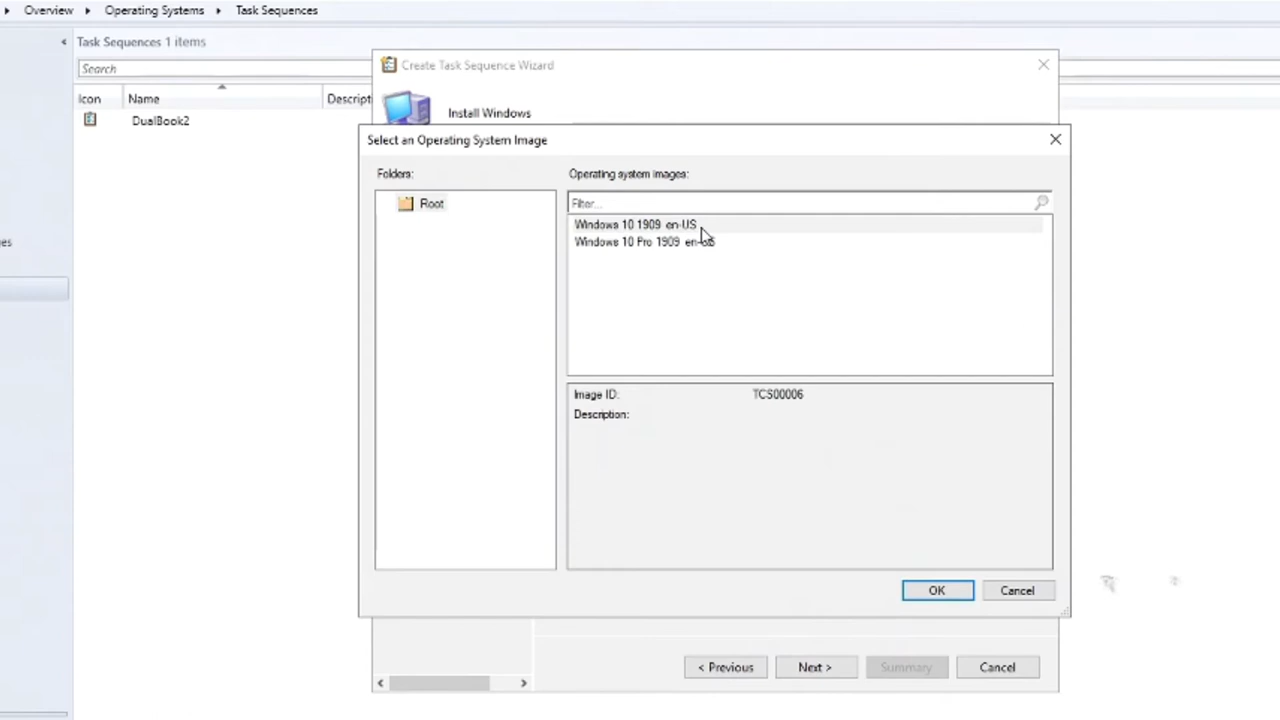 Overview ▸ Operating Systems ▸ Task Sequences
Task Sequences 1 items
Search
Icon Name Descript
DualBook2
es
Create Task Sequence Wizard
Install Windows
Select an Operating System Image
Folders:
Root
Operating system images:
Filter...
Windows 10 1909 en-US
Windows 10 Pro 1909 en-US
Image ID: TCS00006
Description:
OK Cancel
< Previous Next > Summary Cancel